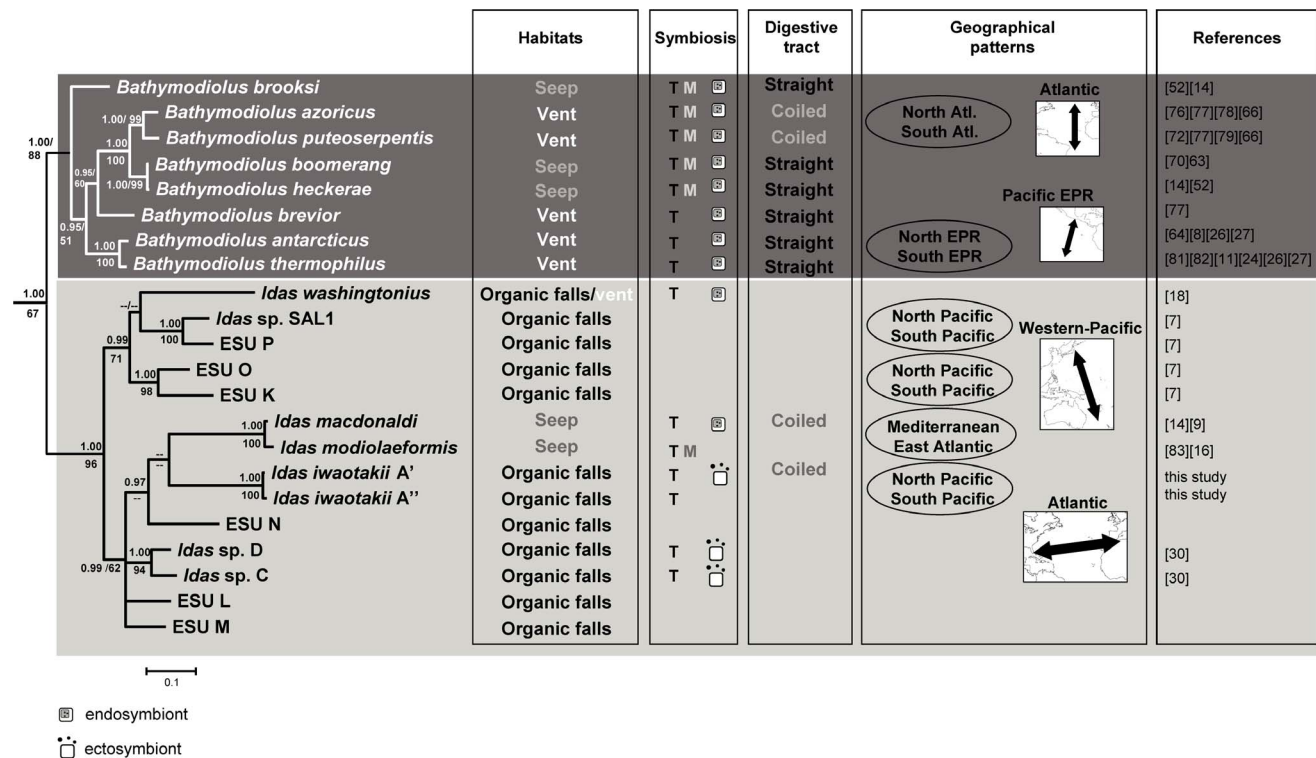 Habitats Symbiosis Digestive tract Geographical patterns References
Bathymodiolus brooksi Seep T M Straight [52][14]
Bathymodiolus azoricus Vent T M Coiled [76][77][78][66]
Bathymodiolus puteoserpentis Vent T M Coiled [72][77][79][66]
Bathymodiolus boomerang Seep T M Straight [70]63]
Bathymodiolus heckerae Seep T M Straight [14][52]
Bathymodiolus brevior Vent T Straight [77]
Bathymodiolus antarcticus Vent T Straight [64][8][26][27]
Bathymodiolus thermophilus Vent T Straight [81][82][11][24][26][27]
Atlantic
North Atl.
South Atl.
Pacific EPR
North EPR
South EPR
Idas washingtonius Organic falls/vent T [18]
Idas sp. SAL1 Organic falls [7]
ESU P Organic falls [7]
ESU O Organic falls [7]
ESU K Organic falls [7]
Idas macdonaldi Seep T Coiled [14][9]
Idas modiolaeformis Seep T M [83][16]
Idas iwaotakii A' Organic falls T Coiled this study
Idas iwaotakii A'' Organic falls T this study
ESU N Organic falls
Idas sp. D Organic falls T [30]
Idas sp. C Organic falls T [30]
ESU L Organic falls
ESU M Organic falls
North Pacific
South Pacific
Western-Pacific
North Pacific
South Pacific
Mediterranean
East Atlantic
North Pacific
South Pacific
Atlantic
1.00/
88
1.00/ 99
1.00
100
1.00/99
0.95/
60
0.95/
51
1.00
100
1.00
67
--/--
1.00
100
0.99
71
1.00
98
1.00
96
1.00
100
--
--
0.97
--
1.00
100
0.99 /62
1.00
94
0.1
endosymbiont
ectosymbiont